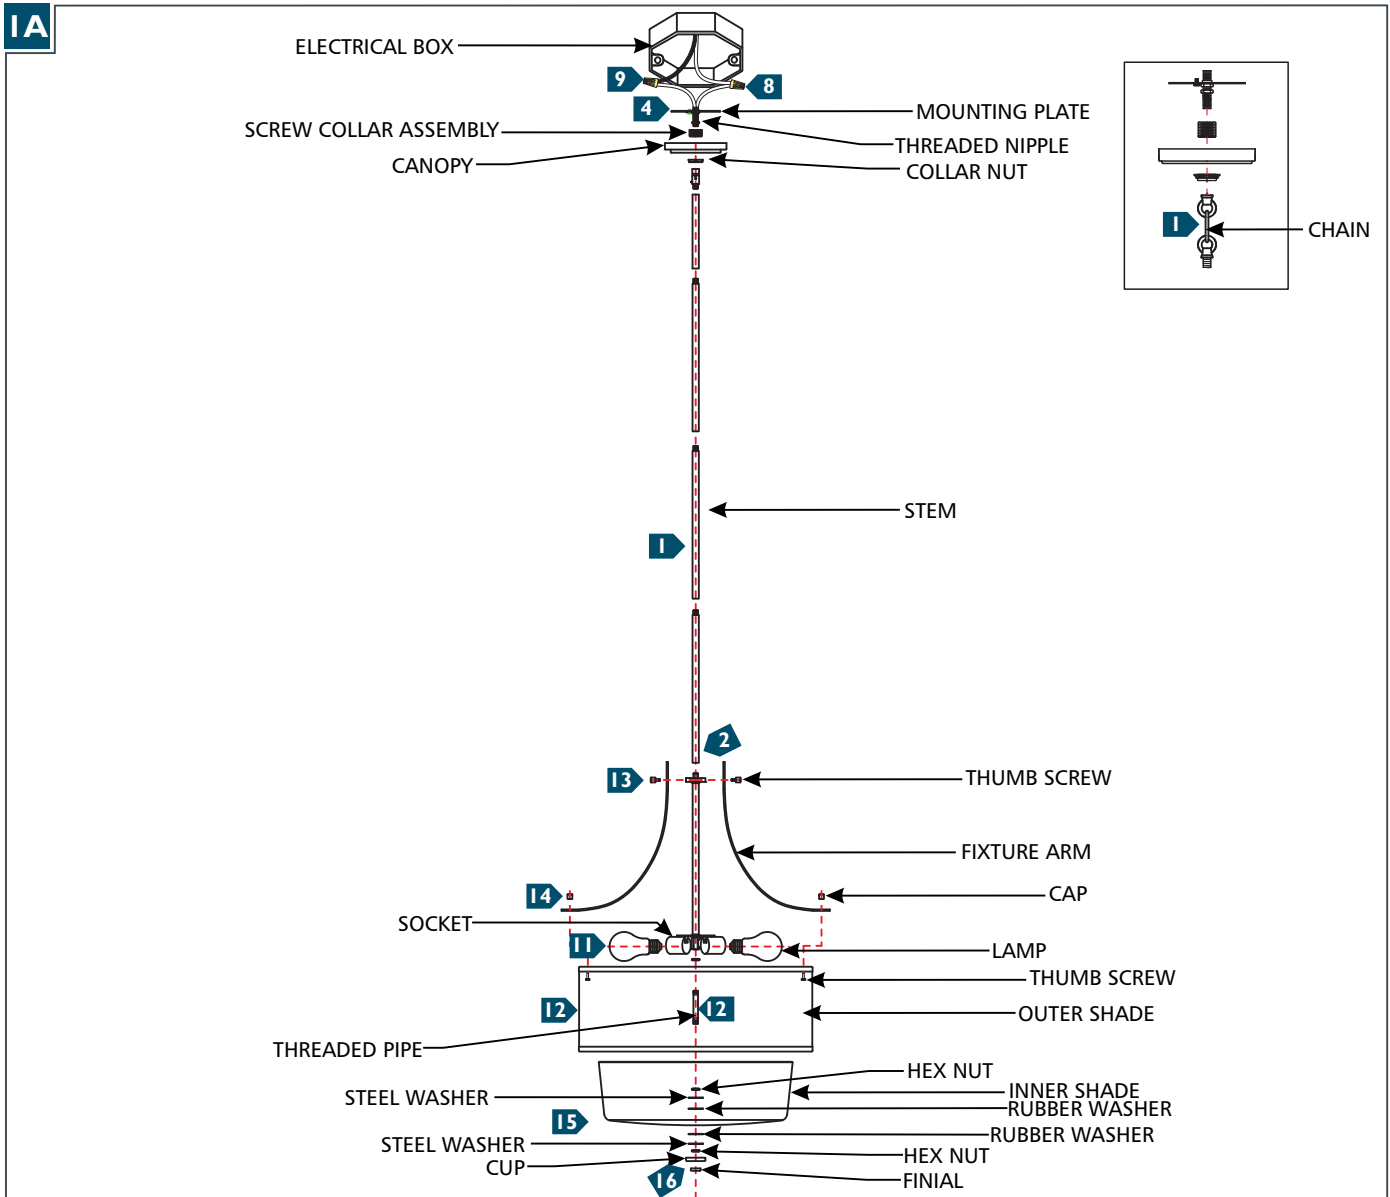 1A
ELECTRICAL BOX
9
8
4
MOUNTING PLATE
SCREW COLLAR ASSEMBLY
THREADED NIPPLE
CANOPY
COLLAR NUT
1
CHAIN
STEM
1
2
13
THUMB SCREW
FIXTURE ARM
14
CAP
SOCKET
11
LAMP
THUMB SCREW
12
12
OUTER SHADE
THREADED PIPE
HEX NUT
INNER SHADE
STEEL WASHER
RUBBER WASHER
15
RUBBER WASHER
STEEL WASHER
HEX NUT
CUP
16
FINIAL